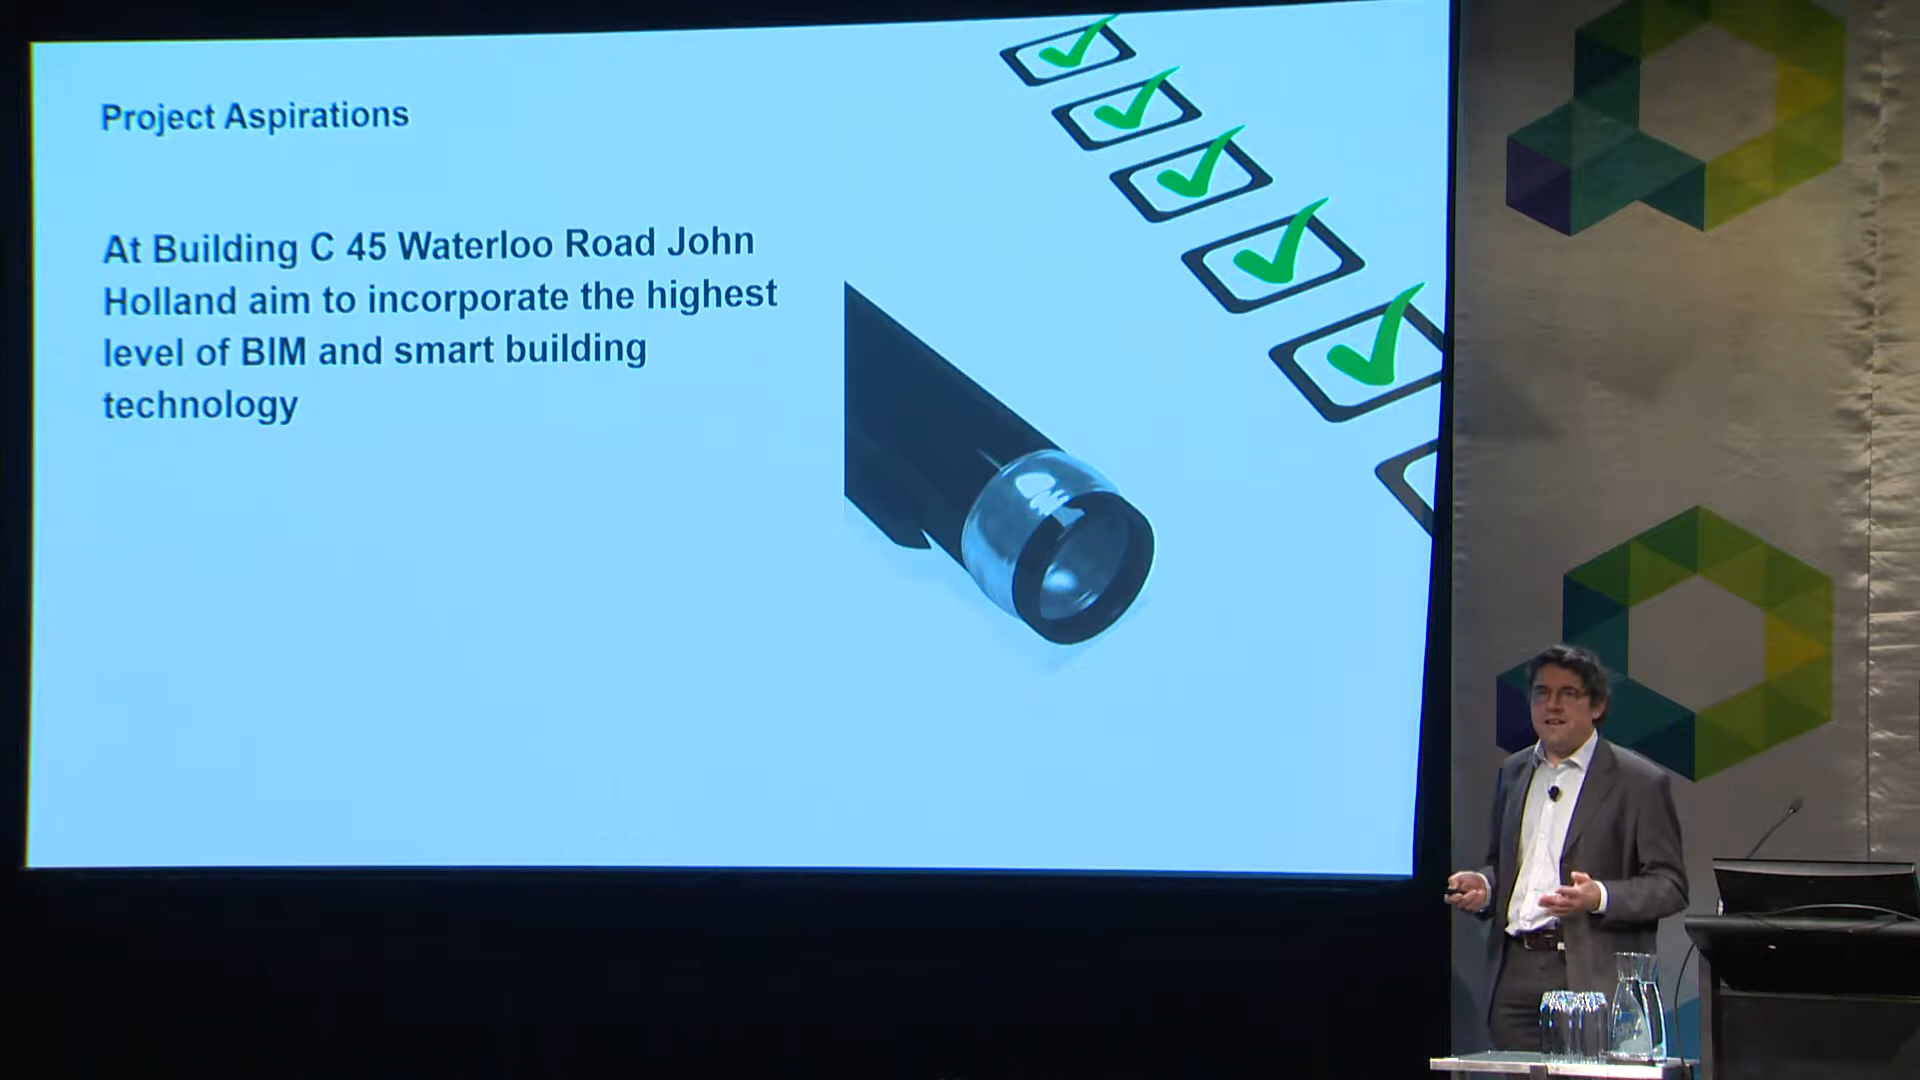 Project Aspirations
At Building C 45 Waterloo Road John
Holland aim to incorporate the highest
level of BIM and smart building
technology